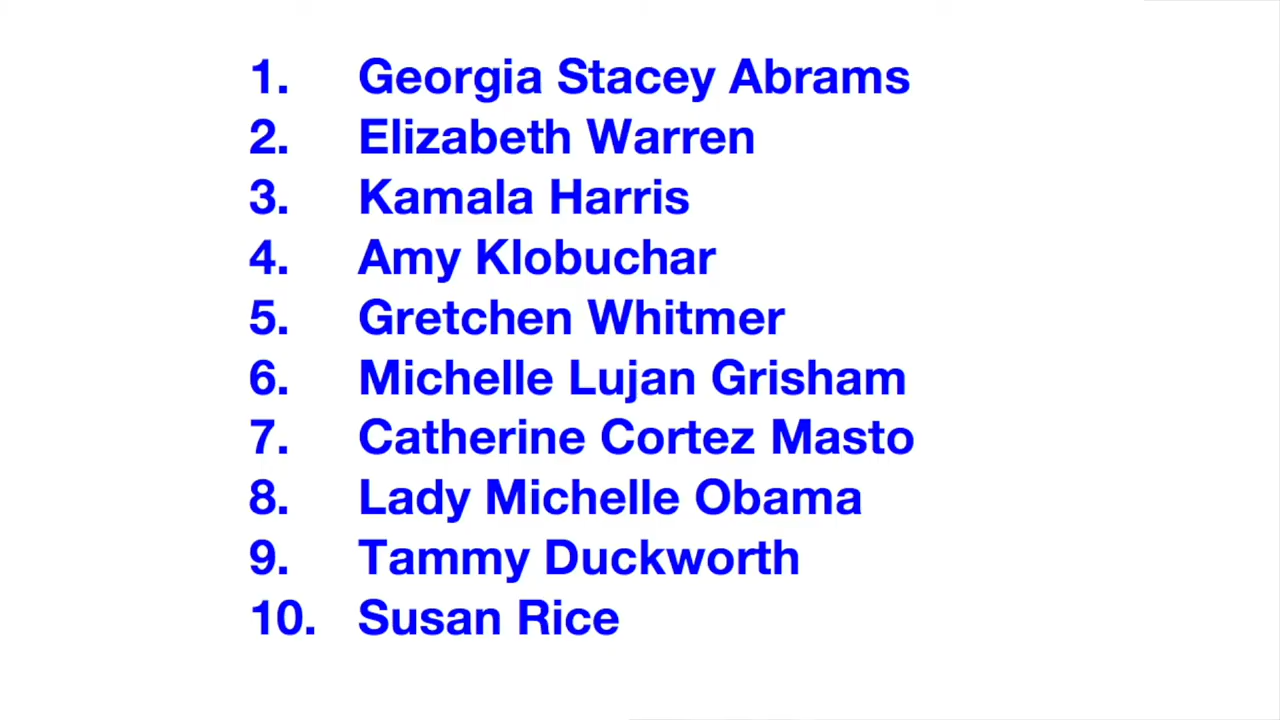 1. Georgia Stacey Abrams
2. Elizabeth Warren
3. Kamala Harris
4. Amy Klobuchar
5. Gretchen Whitmer
6. Michelle Lujan Grisham
7. Catherine Cortez Masto
8. Lady Michelle Obama
9. Tammy Duckworth
10. Susan Rice